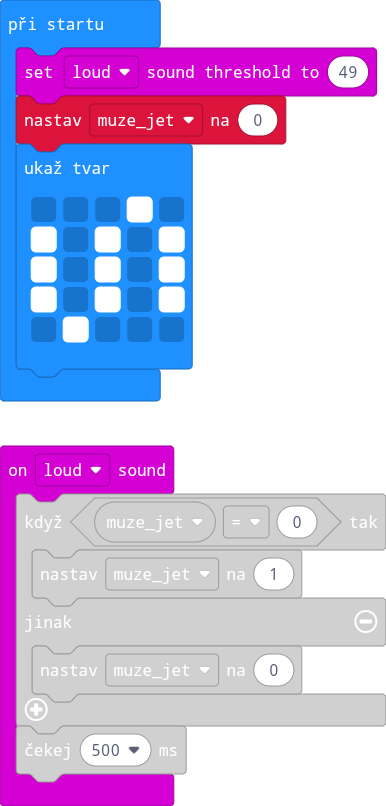 při startu
set loud sound threshold to 49
nastav muze_jet na 0
ukaž tvar
on loud sound
když muze_jet = 0 tak
nastav muze_jet na 1
jinak
nastav muze_jet na 0
čekej 500 ms